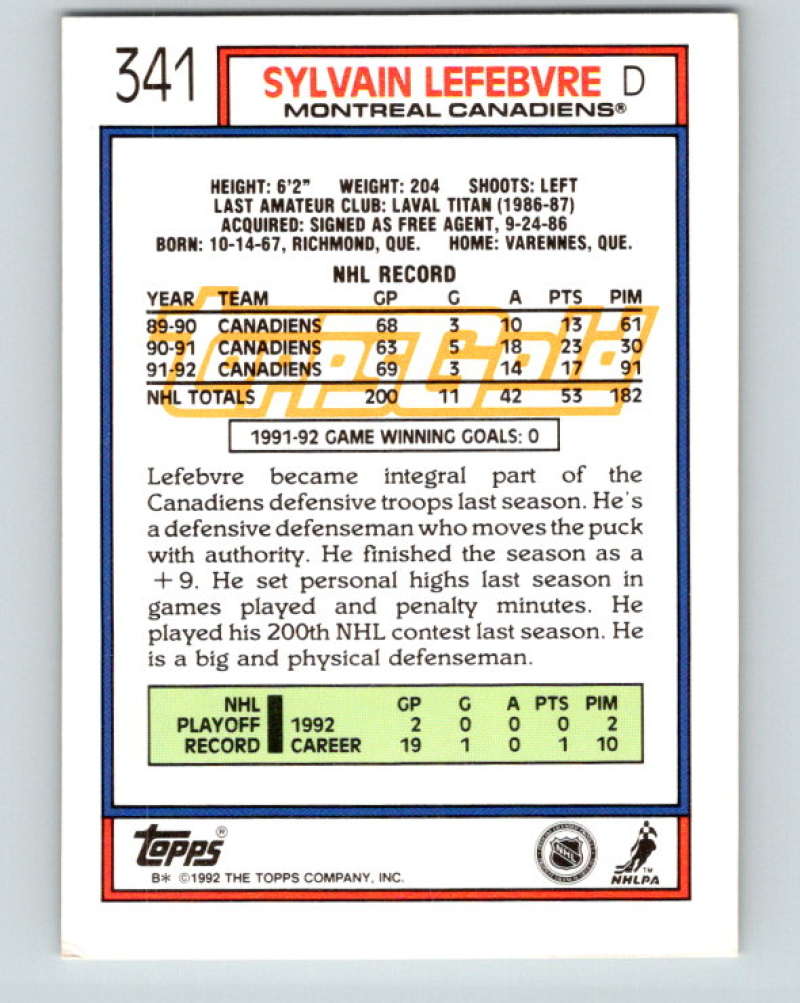 341
SYLVAIN LEFEBVRE D
MONTREAL CANADIENS®
HEIGHT: 6'2" WEIGHT: 204 SHOOTS: LEFT
LAST AMATEUR CLUB: LAVAL TITAN (1986-87)
ACQUIRED: SIGNED AS FREE AGENT, 9-24-86
BORN: 10-14-67, RICHMOND, QUE. HOME: VARENNES, QUE.
NHL RECORD
YEAR TEAM GP G A PTS PIM
89-90 CANADIENS 68 3 10 13 61
90-91 CANADIENS 63 5 18 23 30
91-92 CANADIENS 69 3 14 17 91
NHL TOTALS 200 11 42 53 182
ToppsGold
1991-92 GAME WINNING GOALS: 0
Lefebvre became integral part of the
Canadiens defensive troops last season. He's
a defensive defenseman who moves the puck
with authority. He finished the season as a
+9. He set personal highs last season in
games played and penalty minutes. He
played his 200th NHL contest last season. He
is a big and physical defenseman.
NHL GP G A PTS PIM
PLAYOFF 1992 2 0 0 0 2
RECORD CAREER 19 1 0 1 10
TOPPS®
B* ©1992 THE TOPPS COMPANY, INC.
NHL
NHLPA™